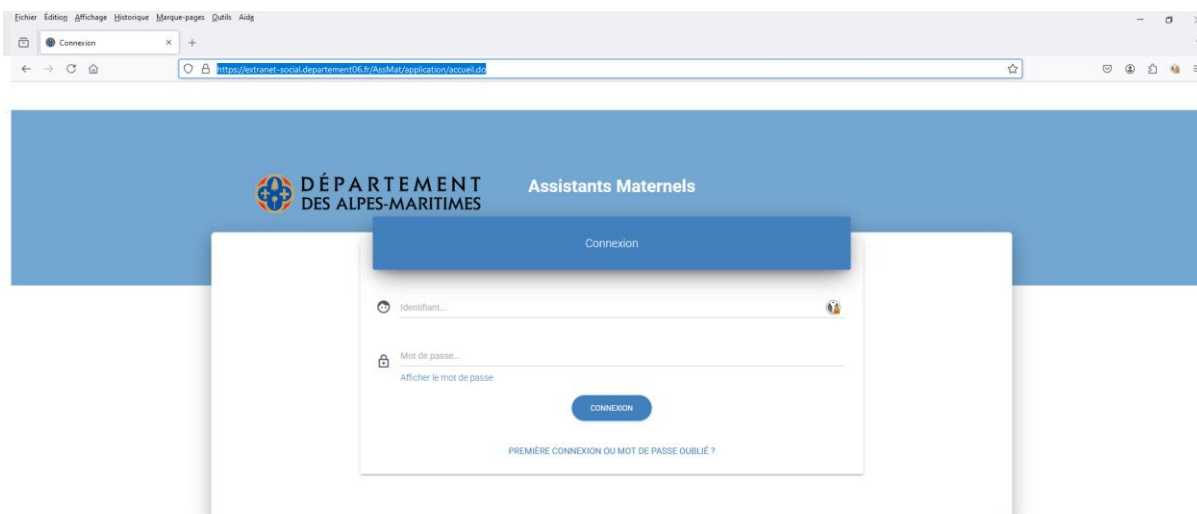 Fichier Édition Affichage Historique Marque-pages Outils Aide
Connexion
https://extranet-social.departement06.fr/AssMat/application/accueil.do
DÉPARTEMENT
DES ALPES-MARITIMES
Assistants Maternels
Connexion
Identifiant...
Mot de passe...
Afficher le mot de passe
CONNEXION
PREMIÈRE CONNEXION OU MOT DE PASSE OUBLIÉ ?